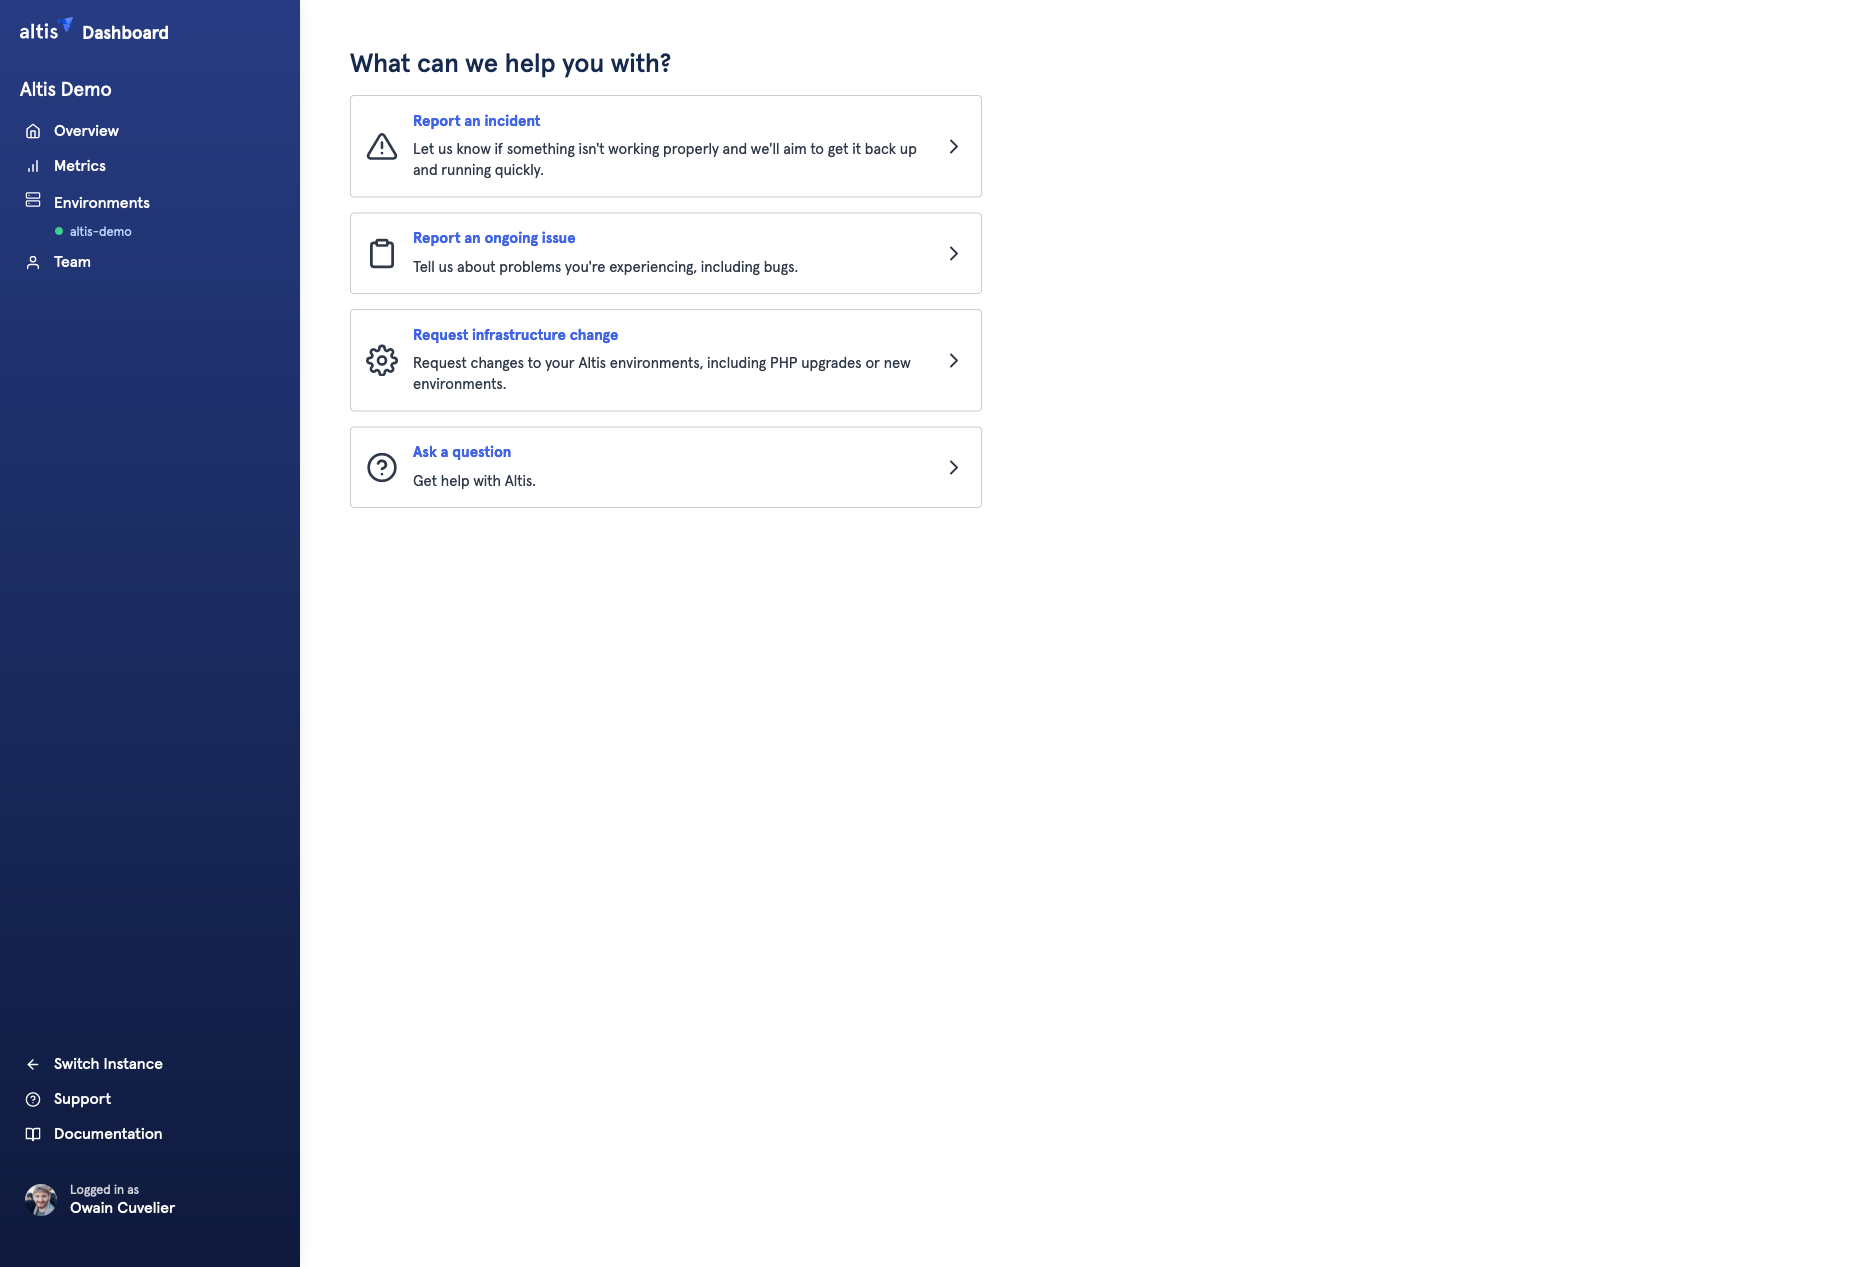 altis Dashboard
Altis Demo
Overview
Metrics
Environments
altis-demo
Team
Switch Instance
Support
Documentation
Logged in as
Owain Cuvelier
What can we help you with?
Report an incident
Let us know if something isn't working properly and we'll aim to get it back up
and running quickly.
Report an ongoing issue
Tell us about problems you're experiencing, including bugs.
Request infrastructure change
Request changes to your Altis environments, including PHP upgrades or new
environments.
Ask a question
Get help with Altis.